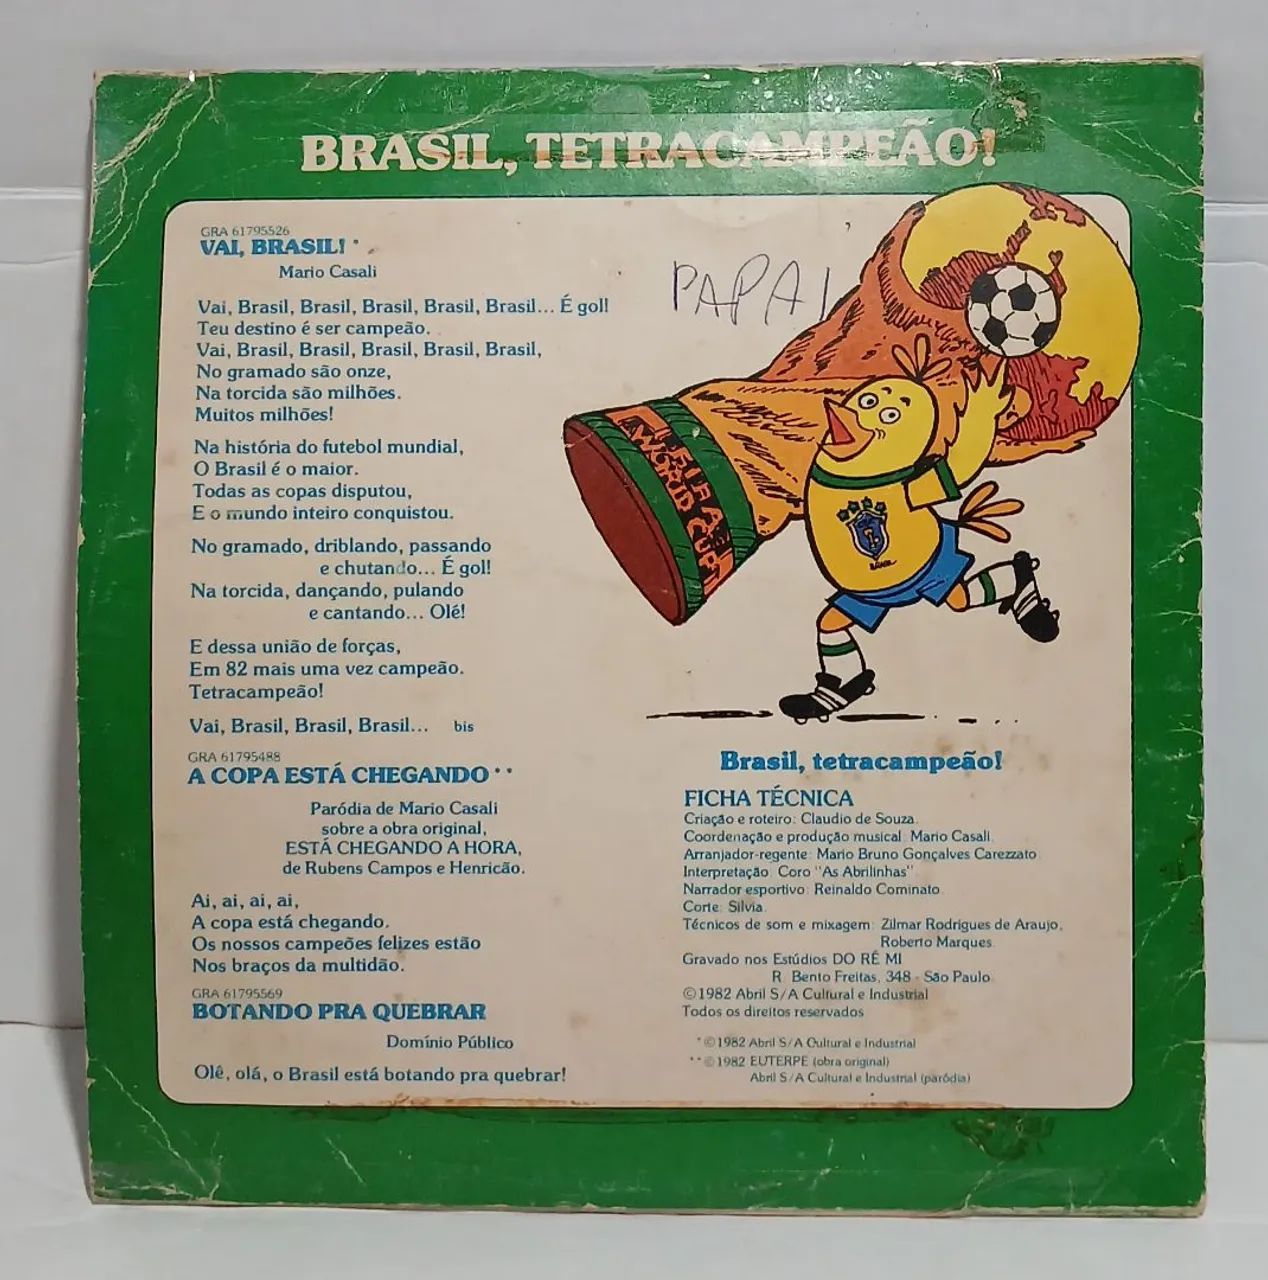 BRASIL, TETRACAMPEÃO!
GRA 61795526
VAI, BRASIL! *
Mario Casali
Vai, Brasil, Brasil, Brasil, Brasil, Brasil... É gol!
Teu destino é ser campeão.
Vai, Brasil, Brasil, Brasil, Brasil, Brasil,
No gramado são onze,
Na torcida são milhões.
Muitos milhões!
Na história do futebol mundial,
O Brasil é o maior.
Todas as copas disputou,
E o mundo inteiro conquistou.
No gramado, driblando, passando
e chutando... É gol!
Na torcida, dançando, pulando
e cantando... Olé!
E dessa união de forças,
Em 82 mais uma vez campeão.
Tetracampeão!
Vai, Brasil, Brasil, Brasil... bis
GRA 61795488
A COPA ESTÁ CHEGANDO * *
Paródia de Mario Casali
sobre a obra original,
ESTÁ CHEGANDO A HORA,
de Rubens Campos e Henricão.
Ai, ai, ai, ai,
A copa está chegando.
Os nossos campeões felizes estão
Nos braços da multidão.
GRA 61795569
BOTANDO PRA QUEBRAR
Domínio Público
Olê, olá, o Brasil está botando pra quebrar!
PAPAI
FIFA
WORLD CUP
BRASIL
Brasil, tetracampeão!
FICHA TÉCNICA
Criação e roteiro: Claudio de Souza.
Coordenação e produção musical: Mario Casali.
Arranjador-regente: Mario Bruno Gonçalves Carezzato
Interpretação: Coro "As Abrilinhas"
Narrador esportivo: Reinaldo Cominato
Corte: Silvia.
Técnicos de som e mixagem: Zilmar Rodrigues de Araujo,
Roberto Marques.
Gravado nos Estúdios DO RÉ MI
R. Bento Freitas, 348 - São Paulo
©1982 Abril S/A Cultural e Industrial
Todos os direitos reservados
* ©1982 Abril S/A Cultural e Industrial
* * ©1982 EUTERPE (obra original)
Abril S/A Cultural e Industrial (paródia)